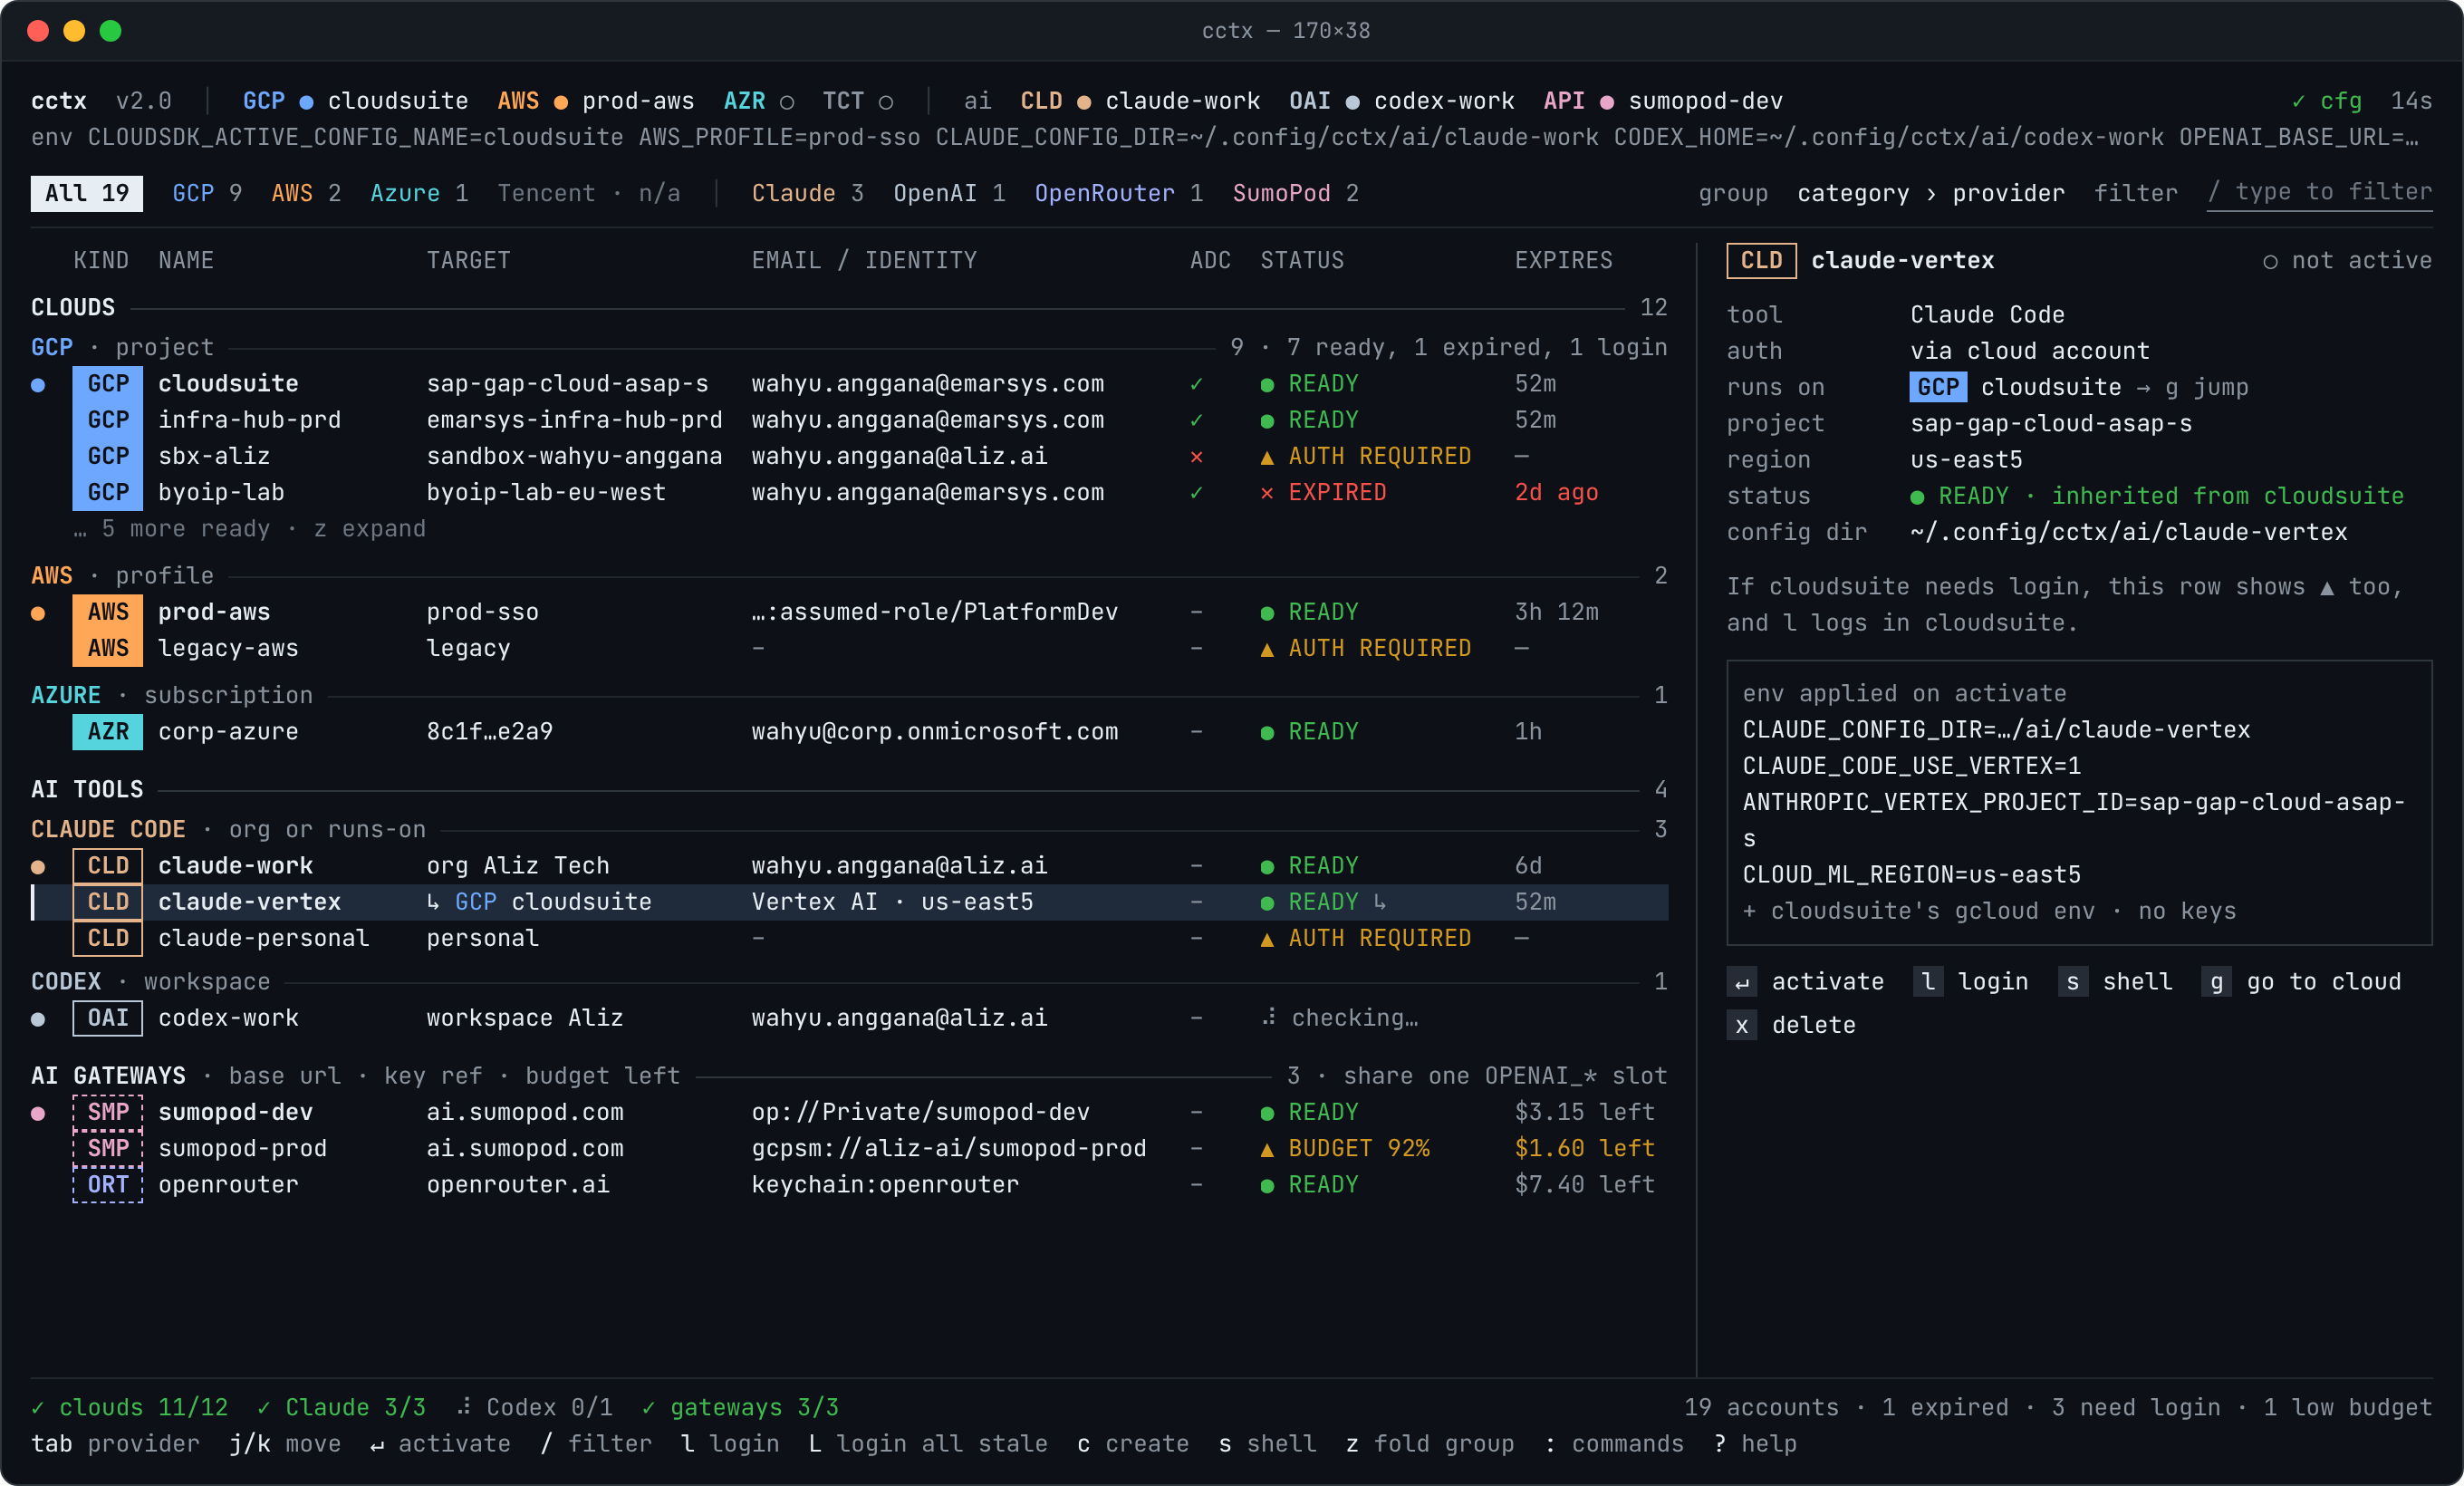 cctx — 170×38
cctx v2.0 │ GCP ● cloudsuite AWS ● prod-aws AZR ○ TCT ○ │ ai CLD ● claude-work OAI ● codex-work API ● sumopod-dev ✓ cfg 14s
env CLOUDSDK_ACTIVE_CONFIG_NAME=cloudsuite AWS_PROFILE=prod-sso CLAUDE_CONFIG_DIR=~/.config/cctx/ai/claude-work CODEX_HOME=~/.config/cctx/ai/codex-work OPENAI_BASE_URL=…
All 19 GCP 9 AWS 2 Azure 1 Tencent · n/a │ Claude 3 OpenAI 1 OpenRouter 1 SumoPod 2 group category › provider filter / type to filter
KIND NAME TARGET EMAIL / IDENTITY ADC STATUS EXPIRES
CLOUDS 12
GCP · project 9 · 7 ready, 1 expired, 1 login
● GCP cloudsuite sap-gap-cloud-asap-s wahyu.anggana@emarsys.com ✓ ● READY 52m
GCP infra-hub-prd emarsys-infra-hub-prd wahyu.anggana@emarsys.com ✓ ● READY 52m
GCP sbx-aliz sandbox-wahyu-anggana wahyu.anggana@aliz.ai × ▲ AUTH REQUIRED —
GCP byoip-lab byoip-lab-eu-west wahyu.anggana@emarsys.com ✓ × EXPIRED 2d ago
… 5 more ready · z expand
AWS · profile 2
● AWS prod-aws prod-sso …:assumed-role/PlatformDev – ● READY 3h 12m
AWS legacy-aws legacy – – ▲ AUTH REQUIRED —
AZURE · subscription 1
AZR corp-azure 8c1f…e2a9 wahyu@corp.onmicrosoft.com – ● READY 1h
AI TOOLS 4
CLAUDE CODE · org or runs-on 3
● CLD claude-work org Aliz Tech wahyu.anggana@aliz.ai – ● READY 6d
CLD claude-vertex ↳ GCP cloudsuite Vertex AI · us-east5 – ● READY ↳ 52m
CLD claude-personal personal – – ▲ AUTH REQUIRED —
CODEX · workspace 1
● OAI codex-work workspace Aliz wahyu.anggana@aliz.ai – ⠼ checking…
AI GATEWAYS · base url · key ref · budget left 3 · share one OPENAI_* slot
● SMP sumopod-dev ai.sumopod.com op://Private/sumopod-dev – ● READY $3.15 left
SMP sumopod-prod ai.sumopod.com gcpsm://aliz-ai/sumopod-prod – ▲ BUDGET 92% $1.60 left
ORT openrouter openrouter.ai keychain:openrouter – ● READY $7.40 left
CLD claude-vertex ○ not active
tool Claude Code
auth via cloud account
runs on GCP cloudsuite → g jump
project sap-gap-cloud-asap-s
region us-east5
status ● READY · inherited from cloudsuite
config dir ~/.config/cctx/ai/claude-vertex
If cloudsuite needs login, this row shows ▲ too,
and l logs in cloudsuite.
env applied on activate
CLAUDE_CONFIG_DIR=…/ai/claude-vertex
CLAUDE_CODE_USE_VERTEX=1
ANTHROPIC_VERTEX_PROJECT_ID=sap-gap-cloud-asap-
s
CLOUD_ML_REGION=us-east5
+ cloudsuite's gcloud env · no keys
↵ activate l login s shell g go to cloud
x delete
✓ clouds 11/12 ✓ Claude 3/3 ⠼ Codex 0/1 ✓ gateways 3/3 19 accounts · 1 expired · 3 need login · 1 low budget
tab provider j/k move ↵ activate / filter l login L login all stale c create s shell z fold group : commands ? help